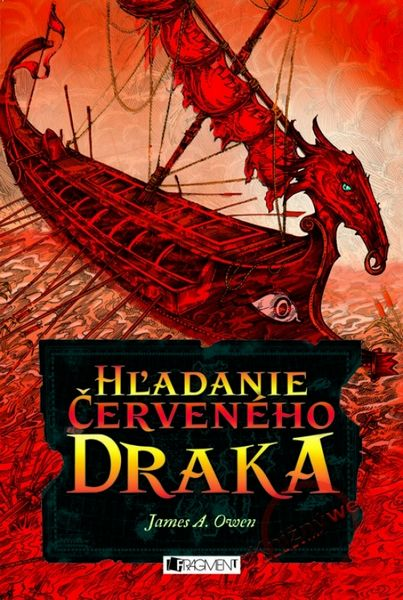 HĽADANIE
ČERVENÉHO
DRAKA
James A. Owen
FRAGMENT